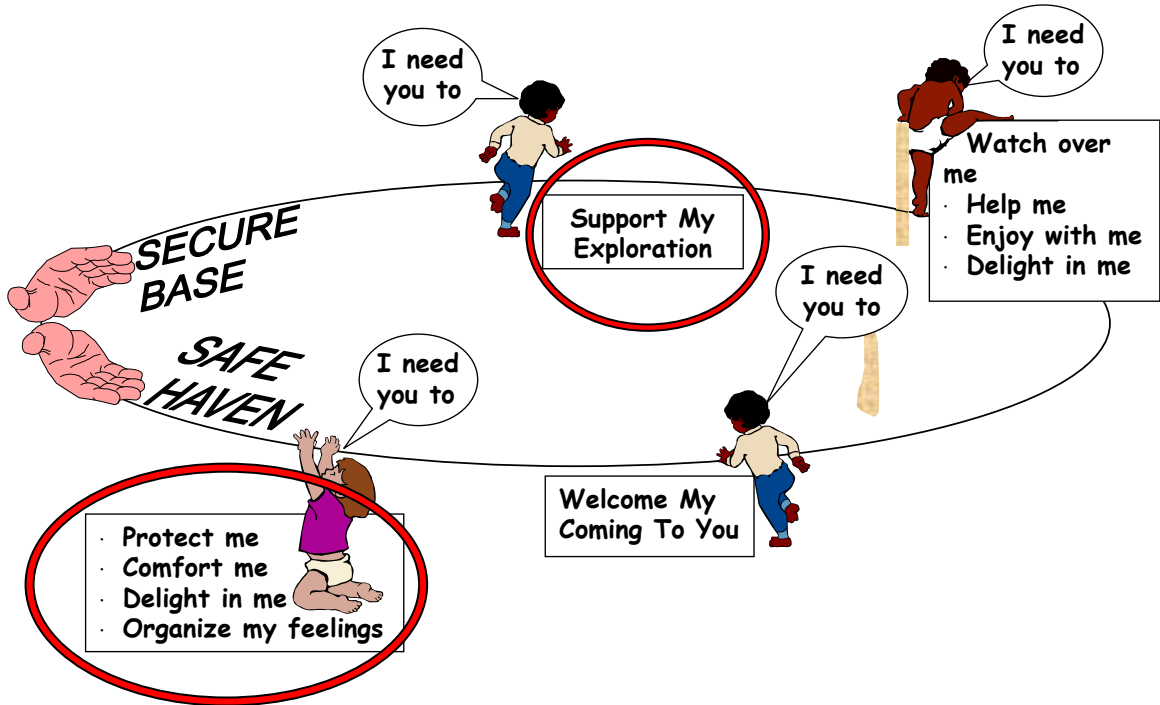 I need
you to
I need
you to
SECURE
BASE
Support My
Exploration
Watch over
me
· Help me
· Enjoy with me
· Delight in me
I need
you to
SAFE
HAVEN
I need
you to
Welcome My
Coming To You
· Protect me
· Comfort me
· Delight in me
· Organize my feelings